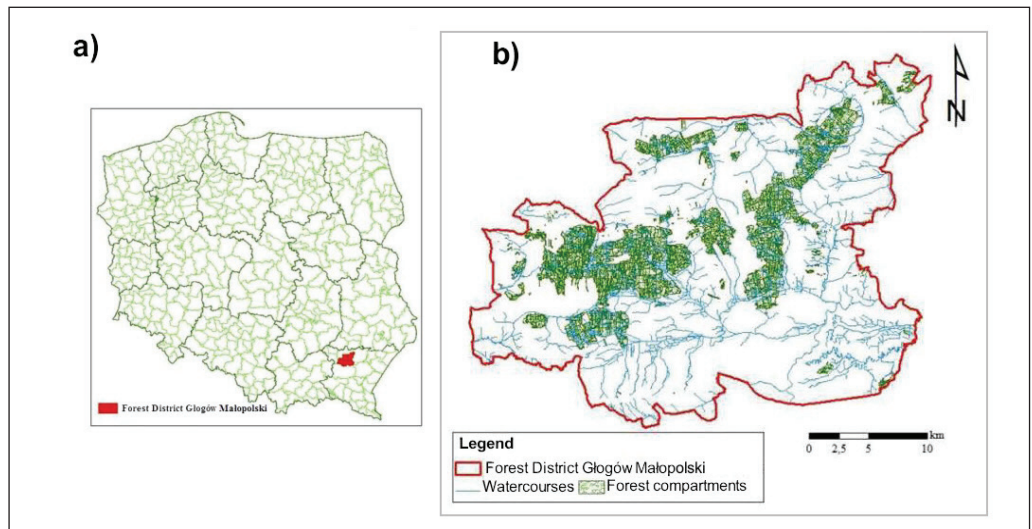 a)
Forest District Głogów Małopolski
b)
N
Legend
Forest District Głogów Małopolski
Watercourses Forest compartments
km
0 2,5 5 10